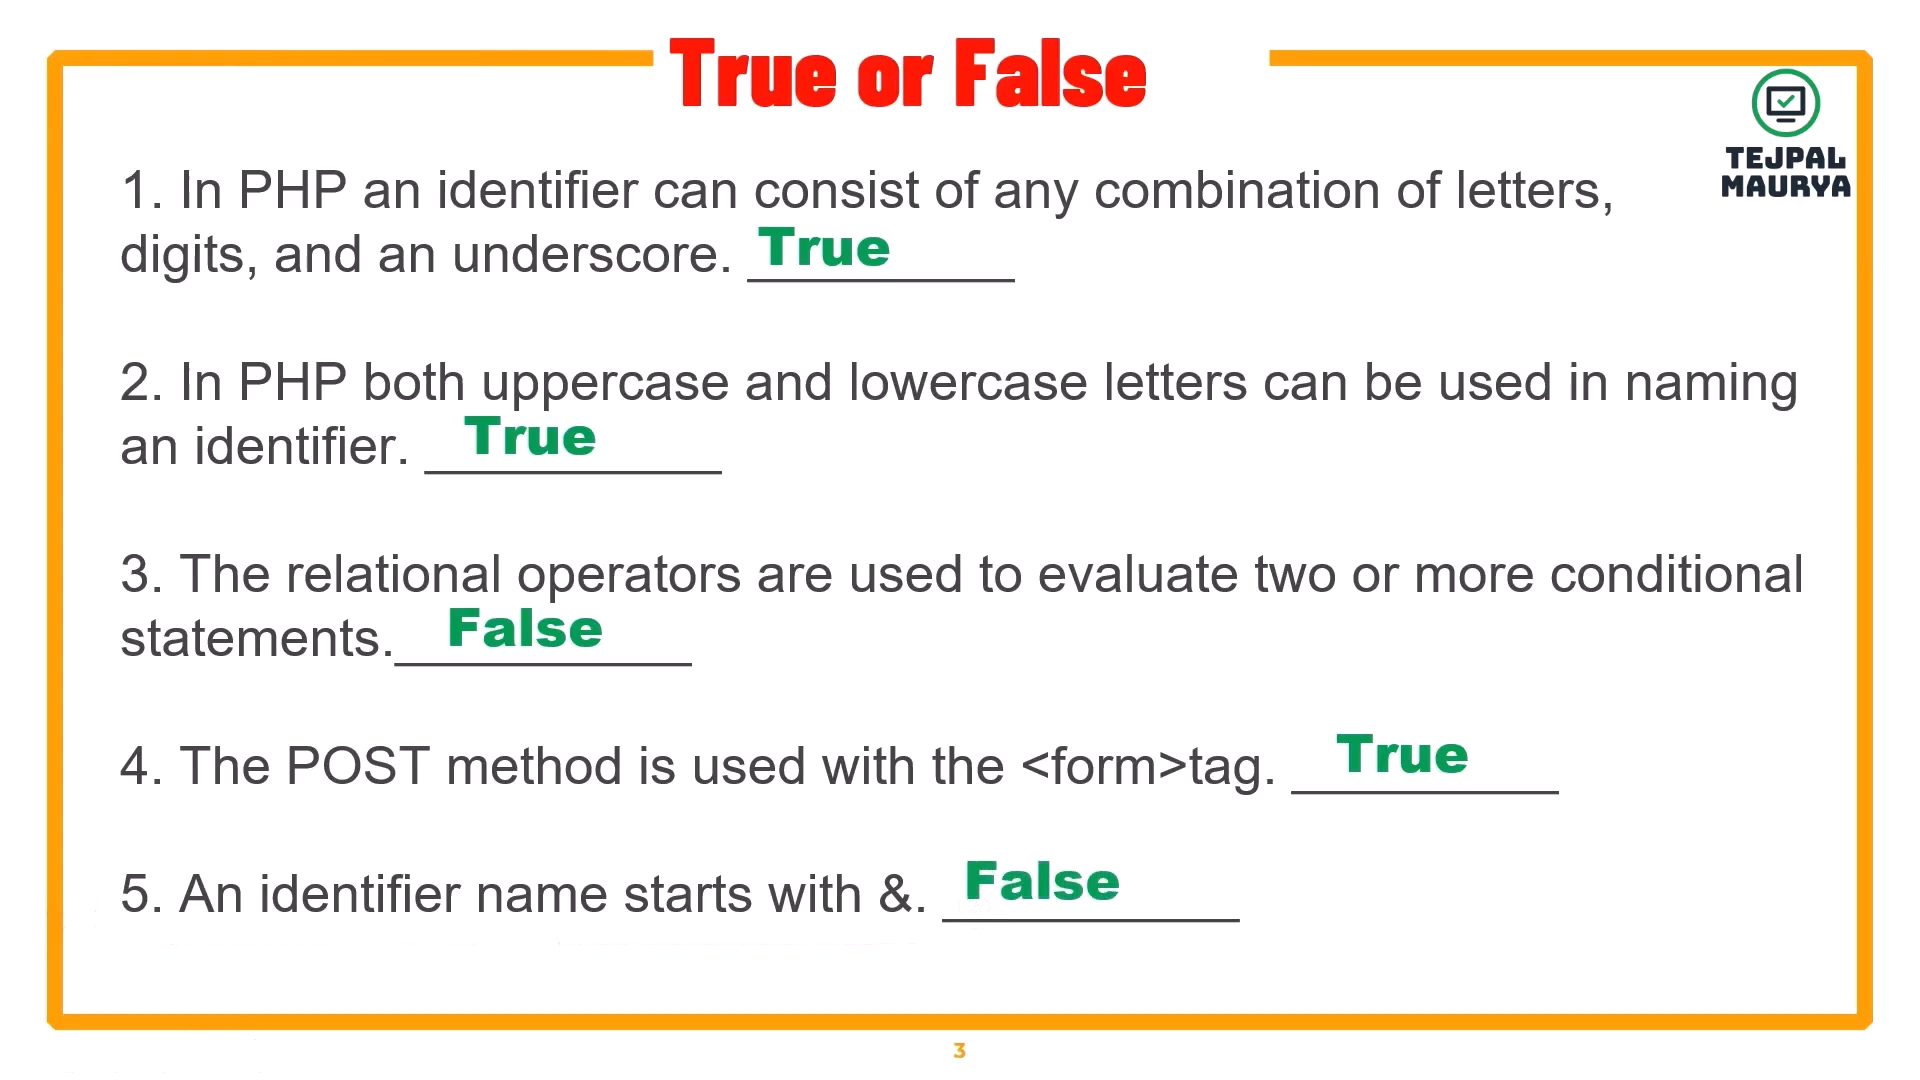 True or False
TEJPAL
MAURYA
1. In PHP an identifier can consist of any combination of letters,
digits, and an underscore. True
2. In PHP both uppercase and lowercase letters can be used in naming
an identifier. True
3. The relational operators are used to evaluate two or more conditional
statements. False
4. The POST method is used with the <form>tag. True
5. An identifier name starts with &. False
3